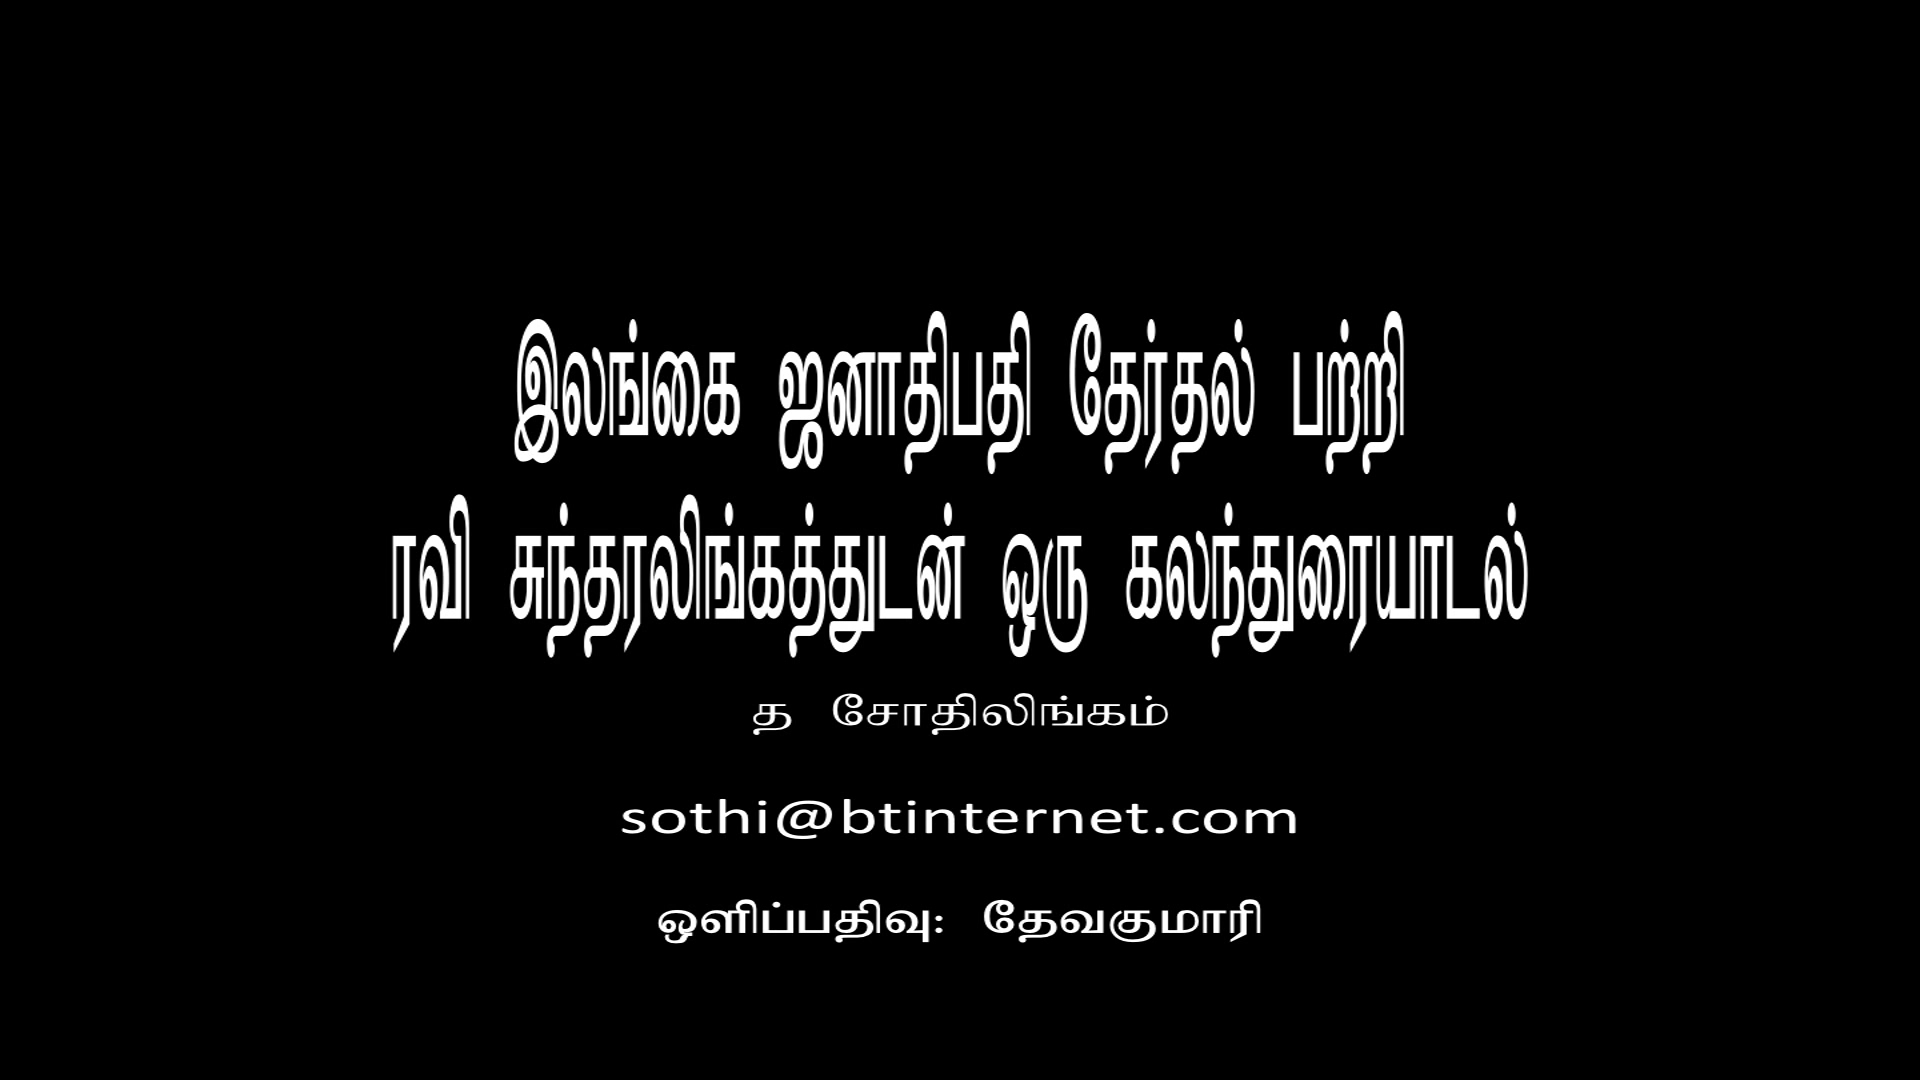 இலங்கை ஜனாதிபதி தேர்தல் பற்றி
ரவி சுந்தரலிங்கத்துடன் ஒரு கலந்துரையாடல்
த சோதிலிங்கம்
sothi@btinternet.com
ஒளிப்பதிவு: தேவகுமாரி